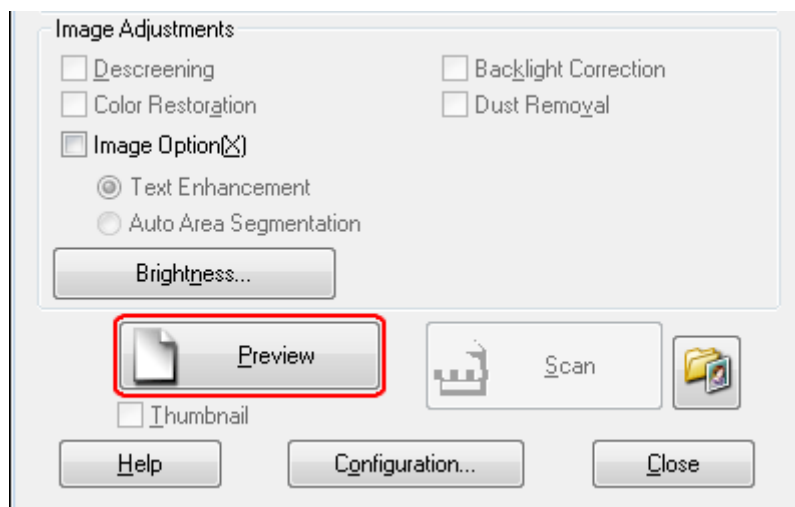 Image Adjustments
Descreening Backlight Correction
Color Restoration Dust Removal
Image Option(X)
Text Enhancement
Auto Area Segmentation
Brightness...
Preview Scan
Thumbnail
Help Configuration... Close